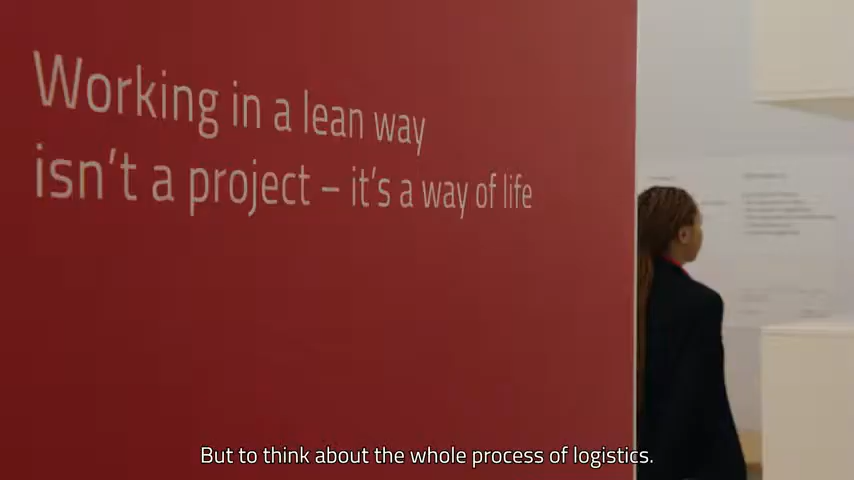 Working in a lean way
isn't a project – it's a way of life
But to think about the whole process of logistics.